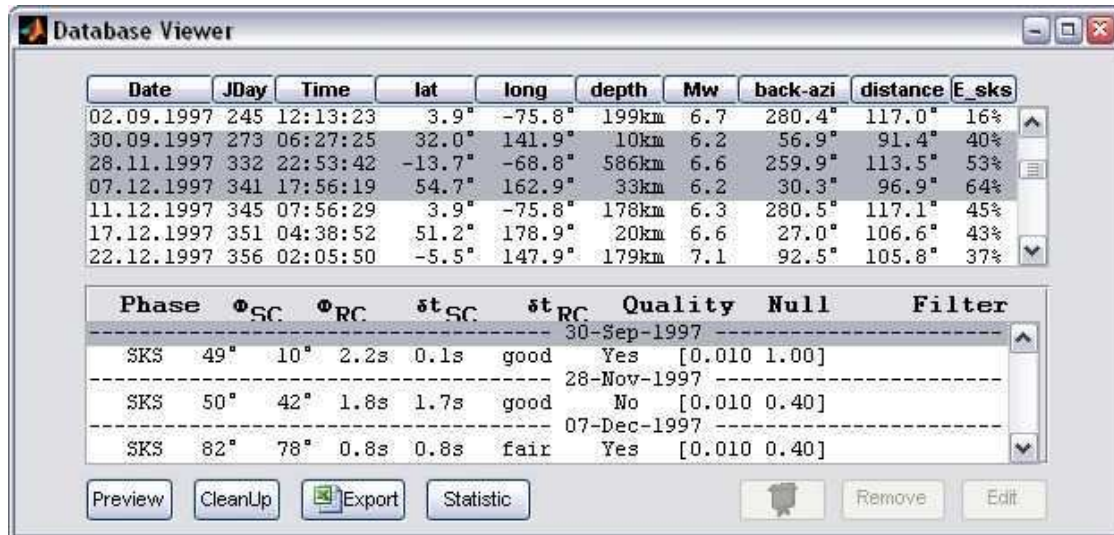 Database Viewer
Date JDay Time lat long depth Mw back-azi distance E_sks
02.09.1997 245 12:13:23 3.9° -75.8° 199km 6.7 280.4° 117.0° 16%
30.09.1997 273 06:27:25 32.0° 141.9° 10km 6.2 56.9° 91.4° 40%
28.11.1997 332 22:53:42 -13.7° -68.8° 586km 6.6 259.9° 113.5° 53%
07.12.1997 341 17:56:19 54.7° 162.9° 33km 6.2 30.3° 96.9° 64%
11.12.1997 345 07:56:29 3.9° -75.8° 178km 6.3 280.5° 117.1° 45%
17.12.1997 351 04:38:52 51.2° 178.9° 20km 6.6 27.0° 106.6° 43%
22.12.1997 356 02:05:50 -5.5° 147.9° 179km 7.1 92.5° 105.8° 37%
Phase Φ_SC Φ_RC δt_SC δt_RC Quality Null Filter
---------------------------------------- 30-Sep-1997 -------------------------
SKS 49° 10° 2.2s 0.1s good Yes [0.010 1.00]
---------------------------------------- 28-Nov-1997 -------------------------
SKS 50° 42° 1.8s 1.7s good No [0.010 0.40]
---------------------------------------- 07-Dec-1997 -------------------------
SKS 82° 78° 0.8s 0.8s fair Yes [0.010 0.40]
Preview CleanUp Export Statistic Remove Edit